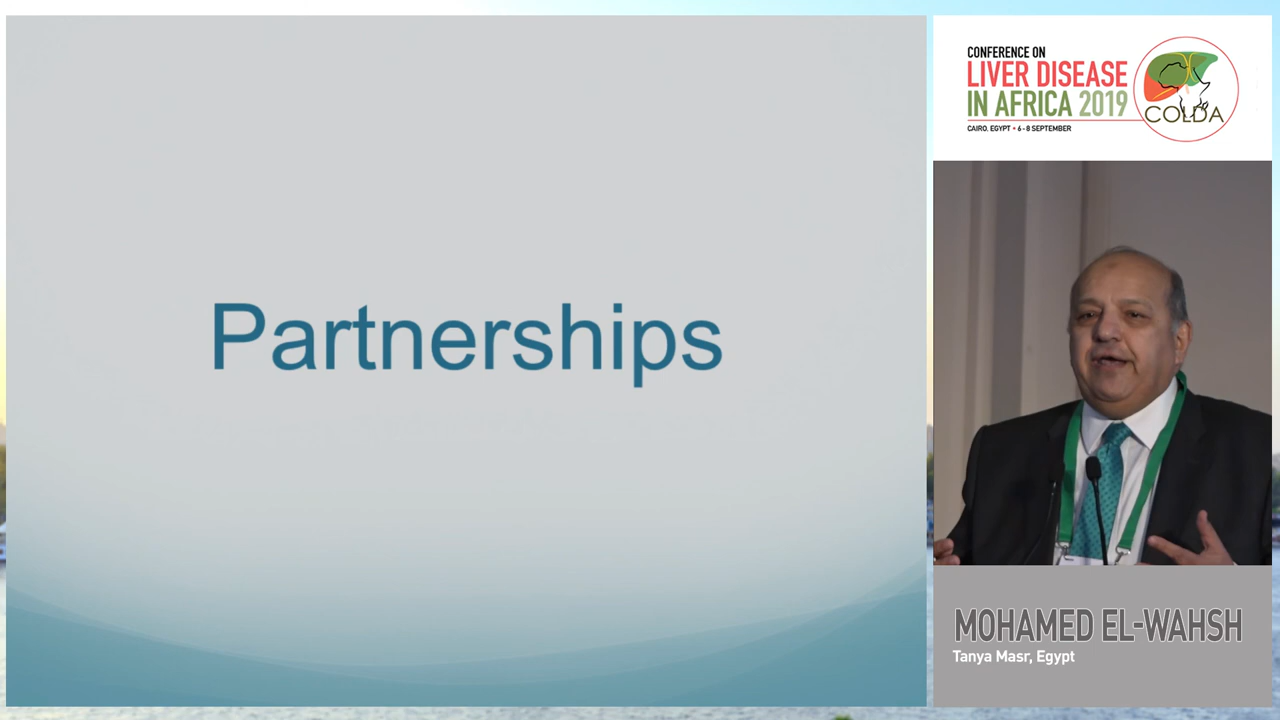 Partnerships
CONFERENCE ON
LIVER DISEASE
IN AFRICA 2019
CAIRO, EGYPT • 6 - 8 SEPTEMBER
COLDA
MOHAMED EL-WAHSH
Tanya Masr, Egypt